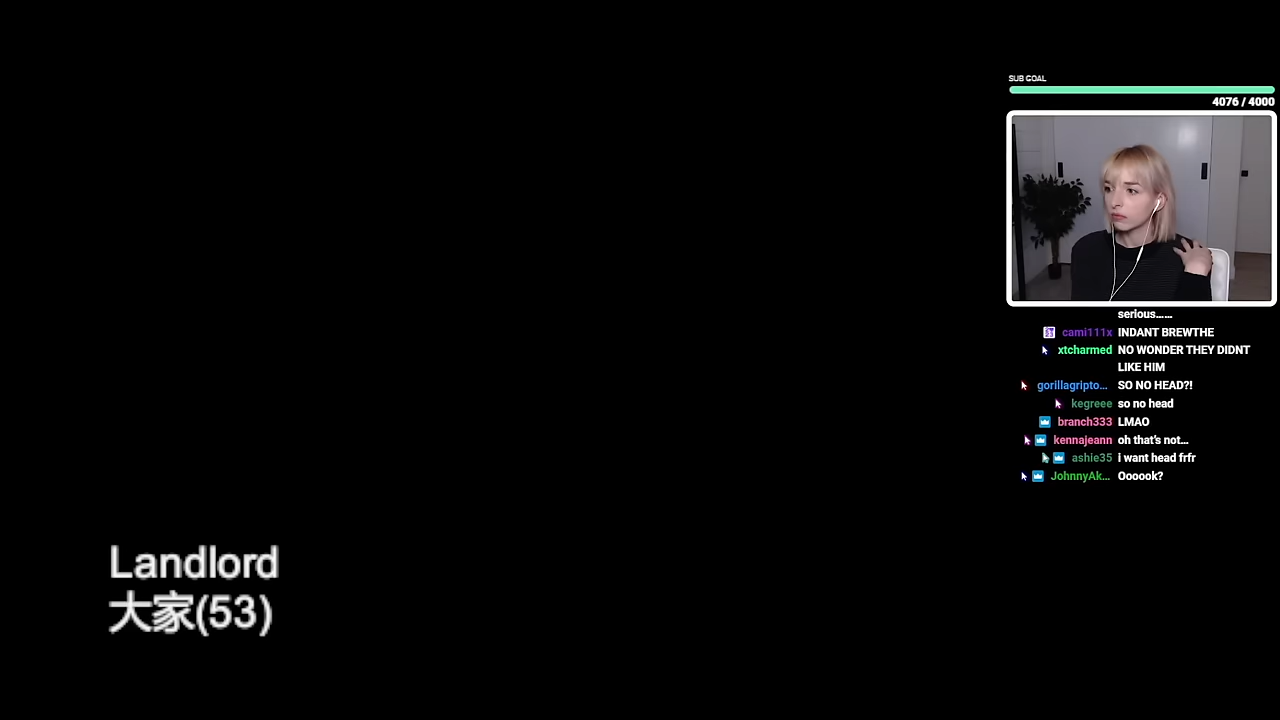 SUB GOAL
4076 / 4000
serious......
cami111x INDANT BREWTHE
xtcharmed NO WONDER THEY DIDNT
LIKE HIM
gorillagripto... SO NO HEAD?!
kegreee so no head
branch333 LMAO
kennajeann oh that's not...
ashie35 i want head frfr
JohnnyAk... Ooook?
Landlord
大家(53)